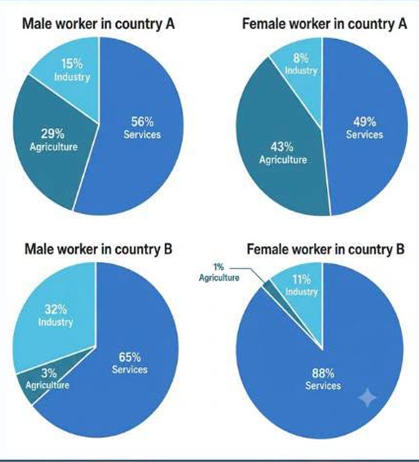 Male worker in country A
15%
Industry
56%
Services
29%
Agriculture
Female worker in country A
8%
Industry
49%
Services
43%
Agriculture
Male worker in country B
32%
Industry
65%
Services
3%
Agriculture
Female worker in country B
1%
Agriculture
11%
Industry
88%
Services